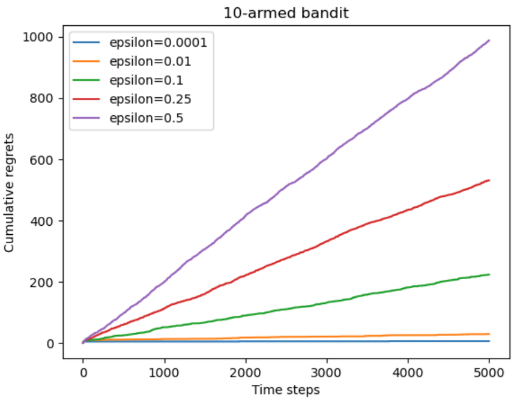 10-armed bandit
Cumulative regrets
1000
800
600
400
200
0
epsilon=0.0001
epsilon=0.01
epsilon=0.1
epsilon=0.25
epsilon=0.5
0 1000 2000 3000 4000 5000
Time steps